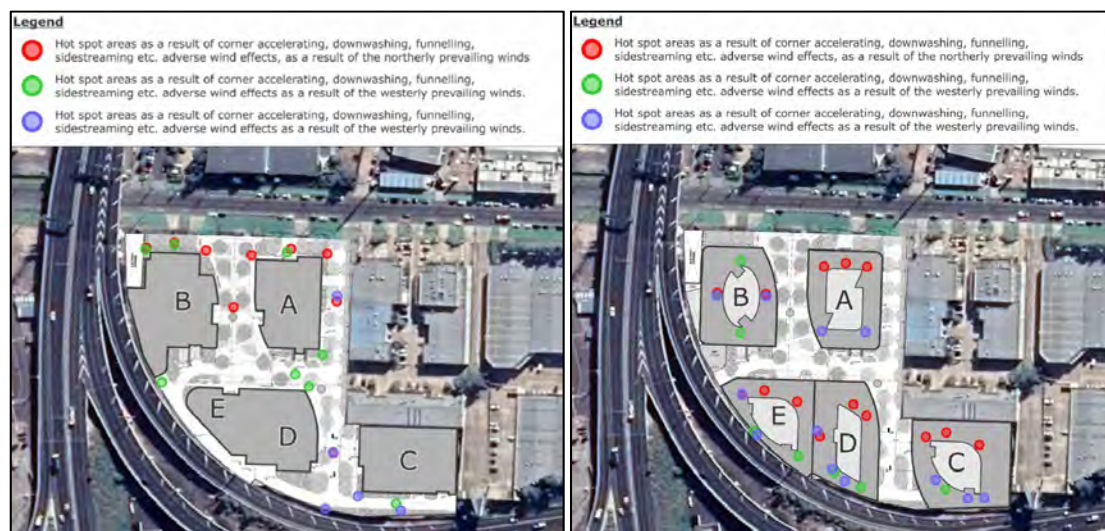 Legend
Hot spot areas as a result of corner accelerating, downwashing, funnelling,
sidestreaming etc. adverse wind effects, as a result of the northerly prevailing winds
Hot spot areas as a result of corner accelerating, downwashing, funnelling,
sidestreaming etc. adverse wind effects as a result of the westerly prevailing winds.
Hot spot areas as a result of corner accelerating, downwashing, funnelling,
sidestreaming etc. adverse wind effects as a result of the westerly prevailing winds.
B
A
E
D
C
Legend
Hot spot areas as a result of corner accelerating, downwashing, funnelling,
sidestreaming etc. adverse wind effects, as a result of the northerly prevailing winds
Hot spot areas as a result of corner accelerating, downwashing, funnelling,
sidestreaming etc. adverse wind effects as a result of the westerly prevailing winds.
Hot spot areas as a result of corner accelerating, downwashing, funnelling,
sidestreaming etc. adverse wind effects as a result of the westerly prevailing winds.
B
A
E
D
C